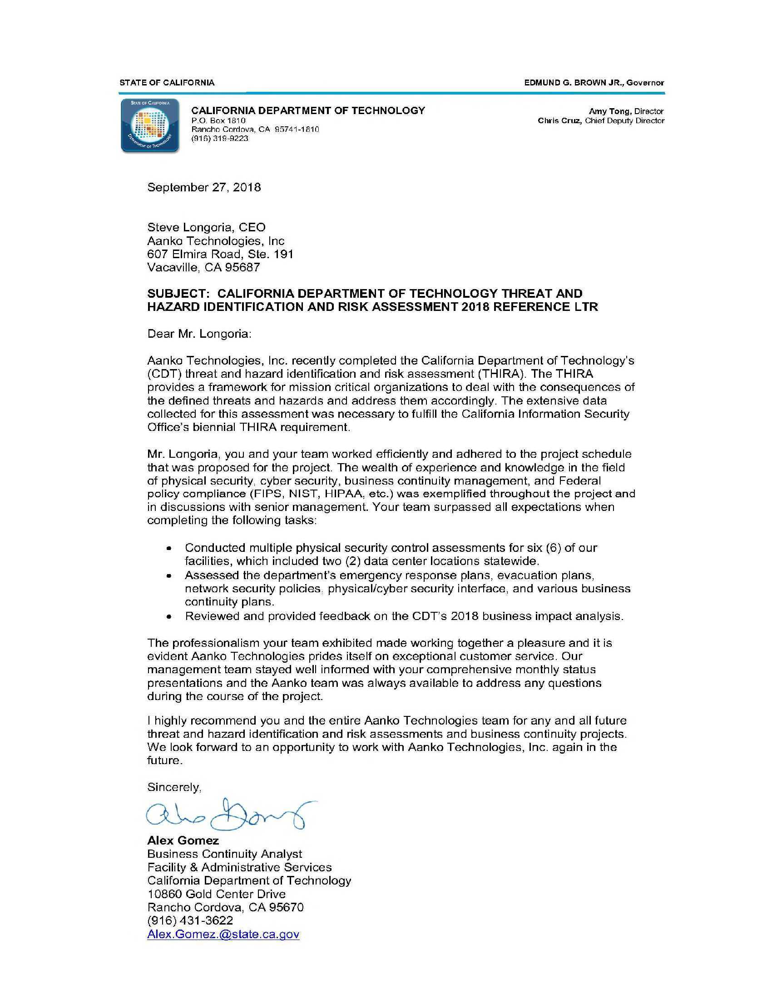 STATE OF CALIFORNIA
EDMUND G. BROWN JR., Governor
STATE OF CALIFORNIA
DEPARTMENT OF TECHNOLOGY
CALIFORNIA DEPARTMENT OF TECHNOLOGY
P.O. Box 1810
Rancho Cordova, CA 95741-1810
(916) 319-9223
Amy Tong, Director
Chris Cruz, Chief Deputy Director
September 27, 2018
Steve Longoria, CEO
Aanko Technologies, Inc
607 Elmira Road, Ste. 191
Vacaville, CA 95687
SUBJECT: CALIFORNIA DEPARTMENT OF TECHNOLOGY THREAT AND
HAZARD IDENTIFICATION AND RISK ASSESSMENT 2018 REFERENCE LTR
Dear Mr. Longoria:
Aanko Technologies, Inc. recently completed the California Department of Technology's
(CDT) threat and hazard identification and risk assessment (THIRA). The THIRA
provides a framework for mission critical organizations to deal with the consequences of
the defined threats and hazards and address them accordingly. The extensive data
collected for this assessment was necessary to fulfill the California Information Security
Office's biennial THIRA requirement.
Mr. Longoria, you and your team worked efficiently and adhered to the project schedule
that was proposed for the project. The wealth of experience and knowledge in the field
of physical security, cyber security, business continuity management, and Federal
policy compliance (FIPS, NIST, HIPAA, etc.) was exemplified throughout the project and
in discussions with senior management. Your team surpassed all expectations when
completing the following tasks:
• Conducted multiple physical security control assessments for six (6) of our
facilities, which included two (2) data center locations statewide.
• Assessed the department's emergency response plans, evacuation plans,
network security policies, physical/cyber security interface, and various business
continuity plans.
• Reviewed and provided feedback on the CDT's 2018 business impact analysis.
The professionalism your team exhibited made working together a pleasure and it is
evident Aanko Technologies prides itself on exceptional customer service. Our
management team stayed well informed with your comprehensive monthly status
presentations and the Aanko team was always available to address any questions
during the course of the project.
I highly recommend you and the entire Aanko Technologies team for any and all future
threat and hazard identification and risk assessments and business continuity projects.
We look forward to an opportunity to work with Aanko Technologies, Inc. again in the
future.
Sincerely,
Alex Gomez
Business Continuity Analyst
Facility & Administrative Services
California Department of Technology
10860 Gold Center Drive
Rancho Cordova, CA 95670
(916) 431-3622
Alex.Gomez.@state.ca.gov